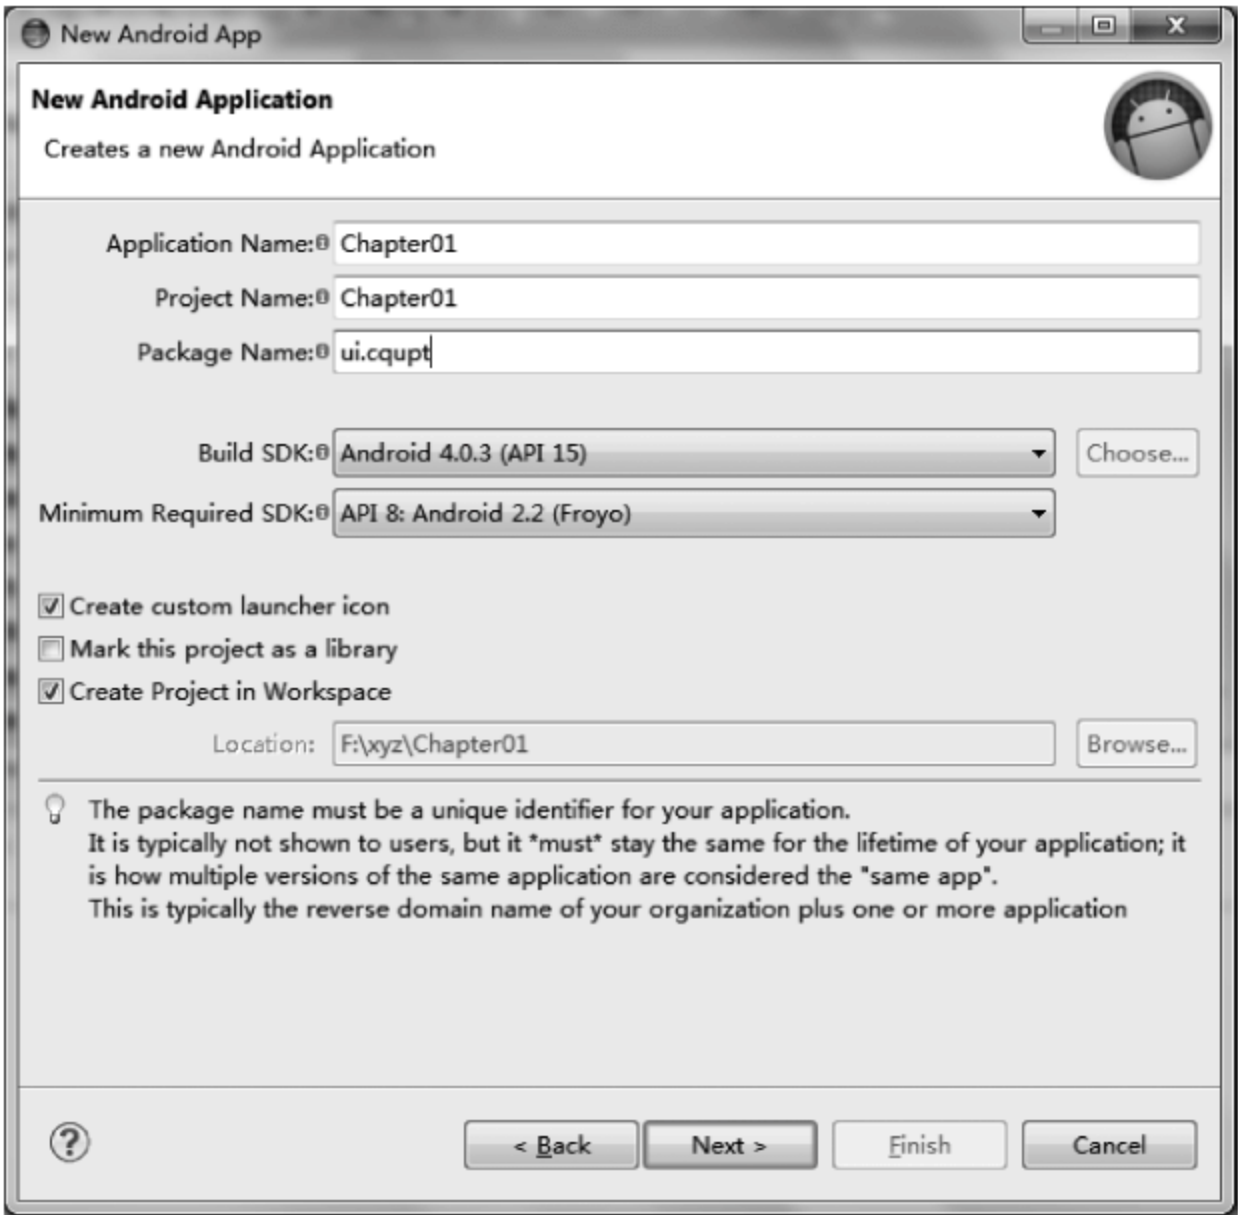 New Android App
New Android Application
Creates a new Android Application
Application Name: Chapter01
Project Name: Chapter01
Package Name: ui.cqupt
Build SDK: Android 4.0.3 (API 15) Choose...
Minimum Required SDK: API 8: Android 2.2 (Froyo)
Create custom launcher icon
Mark this project as a library
Create Project in Workspace
Location: F:\xyz\Chapter01 Browse...
The package name must be a unique identifier for your application.
It is typically not shown to users, but it *must* stay the same for the lifetime of your application; it
is how multiple versions of the same application are considered the "same app".
This is typically the reverse domain name of your organization plus one or more application
? < Back Next > Finish Cancel